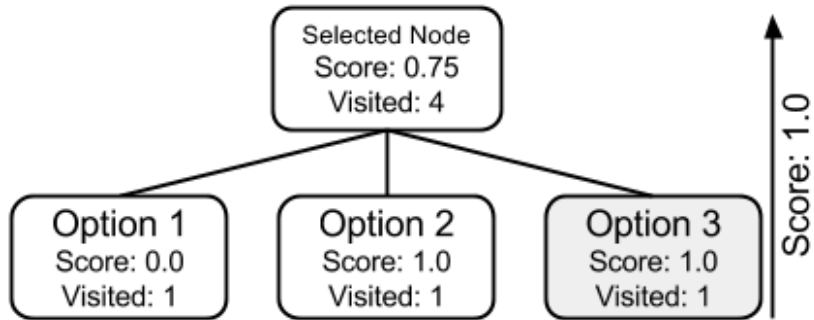 Selected Node
Score: 0.75
Visited: 4
Option 1
Score: 0.0
Visited: 1
Option 2
Score: 1.0
Visited: 1
Option 3
Score: 1.0
Visited: 1
Score: 1.0